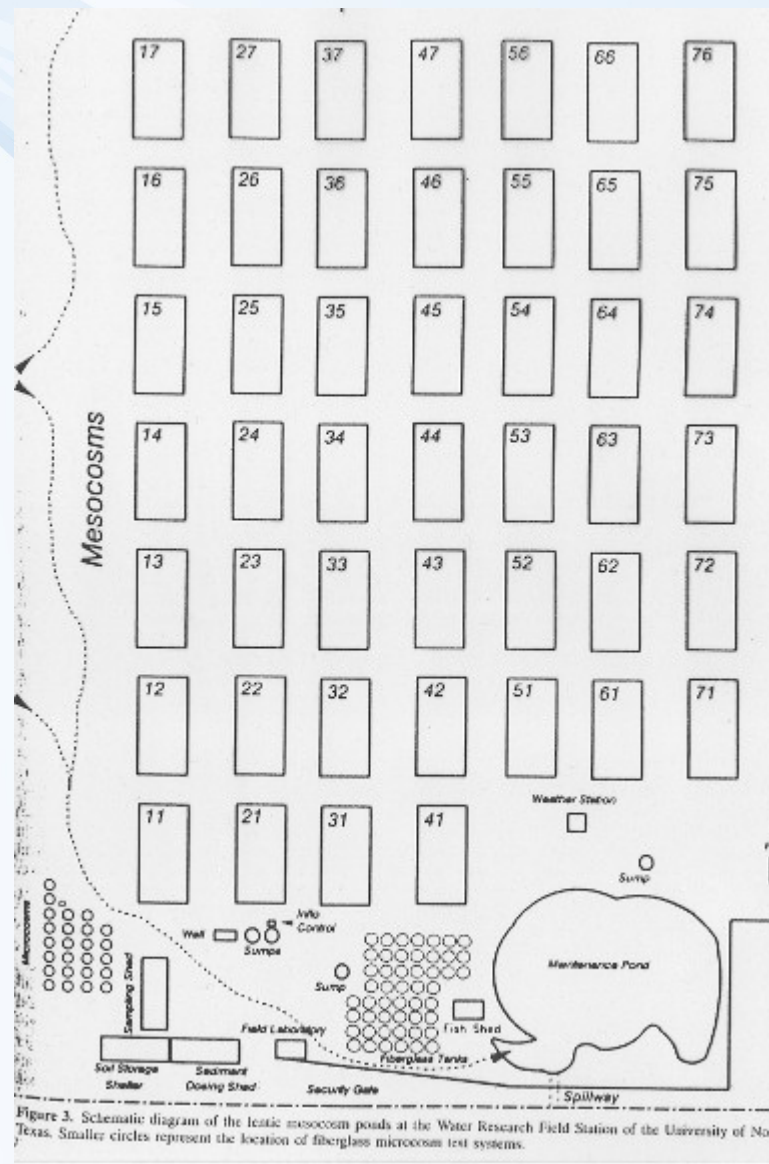 17 27 37 47 56 66 76
16 26 36 46 55 65 75
15 25 35 45 54 64 74
Mesocosms
14 24 34 44 53 63 73
13 23 33 43 52 62 72
12 22 32 42 51 61 71
11 21 31 41
Weather Station
Sump
Microcosms
Inflo
Control
Well
Sumps
Sampling Shed
Sump
Maintenance Pond
Field Laboratory
Fish Shed
Fiberglass Tanks
Soil Storage
Shelter
Sediment
Dosing Shed
Security Gate
Spillway
Figure 3. Schematic diagram of the lentic mesocosm ponds at the Water Research Field Station of the University of No
Texas. Smaller circles represent the location of fiberglass microcosm test systems.